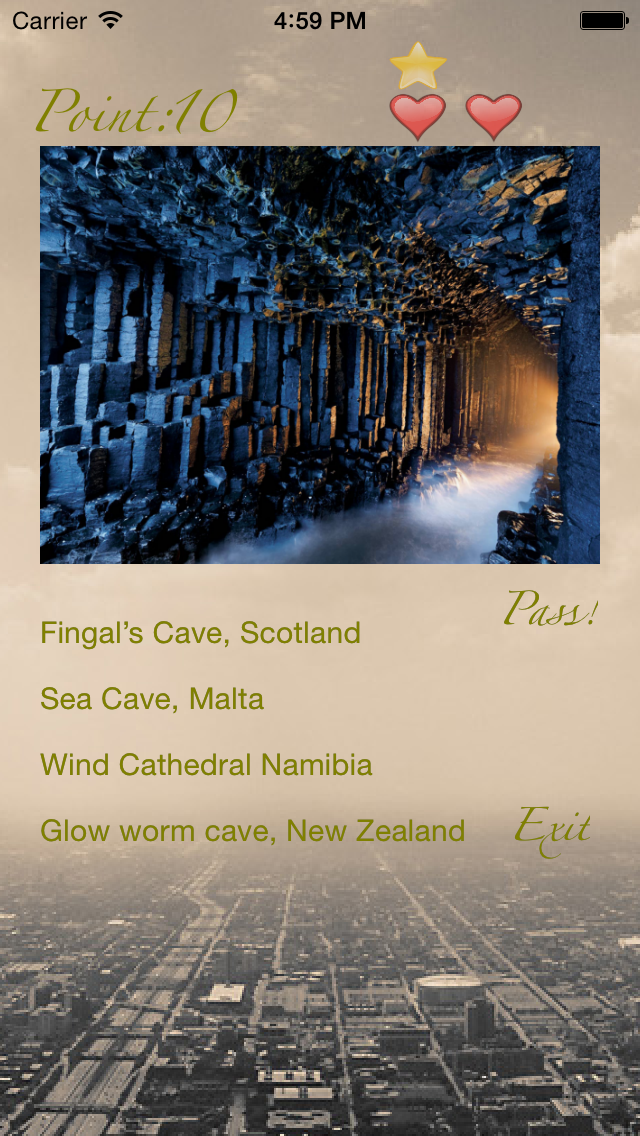 Carrier 4:59 PM
Point:10
Pass!
Fingal’s Cave, Scotland
Sea Cave, Malta
Wind Cathedral Namibia
Glow worm cave, New Zealand
Exit